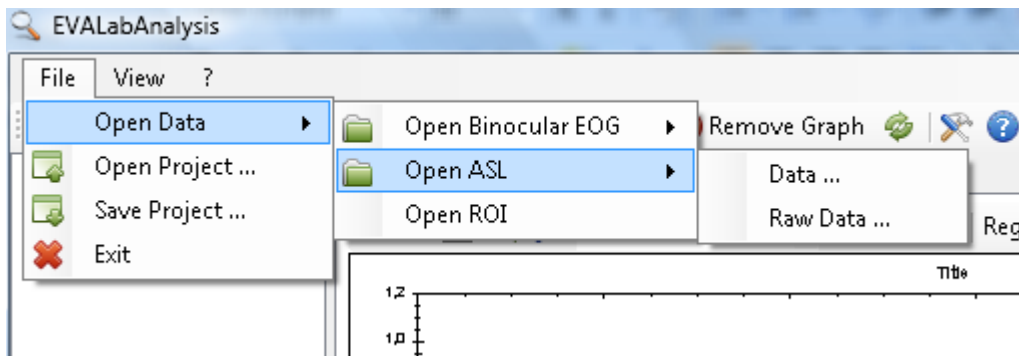 EVALabAnalysis
File View ?
Open Data Open Binocular EOG Remove Graph
Open Project ... Open ASL Data ...
Save Project ... Open ROI Raw Data ... Reg
Exit
Title
1,2
1,0